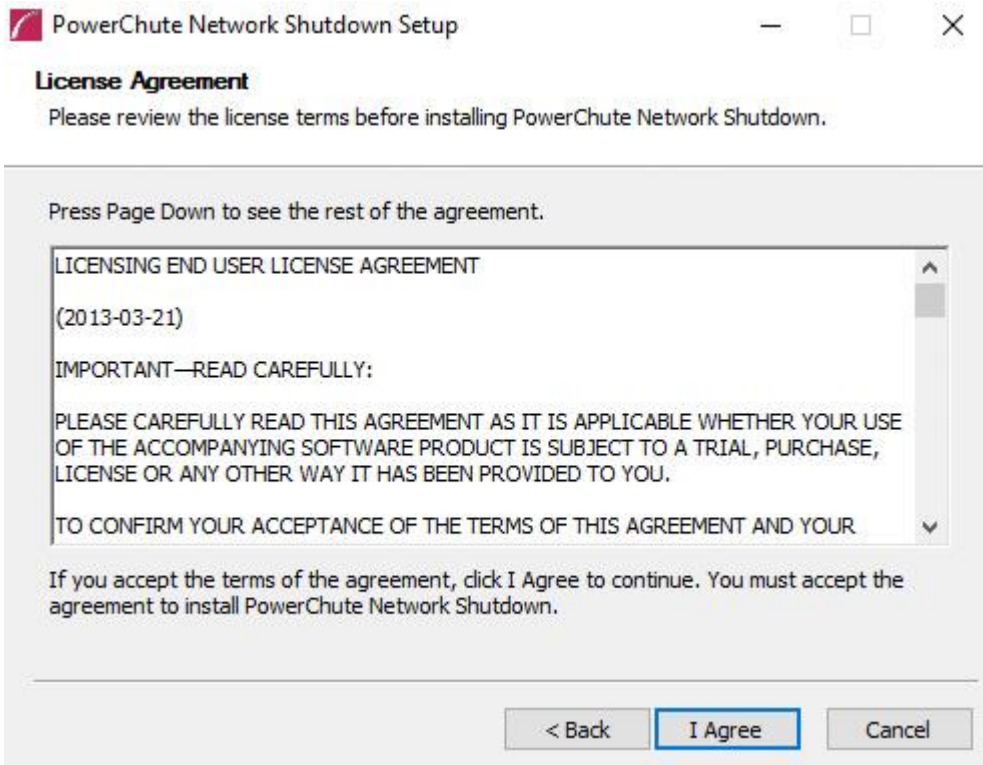 PowerChute Network Shutdown Setup
License Agreement
Please review the license terms before installing PowerChute Network Shutdown.
Press Page Down to see the rest of the agreement.
LICENSING END USER LICENSE AGREEMENT
(2013-03-21)
IMPORTANT—READ CAREFULLY:
PLEASE CAREFULLY READ THIS AGREEMENT AS IT IS APPLICABLE WHETHER YOUR USE
OF THE ACCOMPANYING SOFTWARE PRODUCT IS SUBJECT TO A TRIAL, PURCHASE,
LICENSE OR ANY OTHER WAY IT HAS BEEN PROVIDED TO YOU.
TO CONFIRM YOUR ACCEPTANCE OF THE TERMS OF THIS AGREEMENT AND YOUR
If you accept the terms of the agreement, click I Agree to continue. You must accept the
agreement to install PowerChute Network Shutdown.
< Back I Agree Cancel